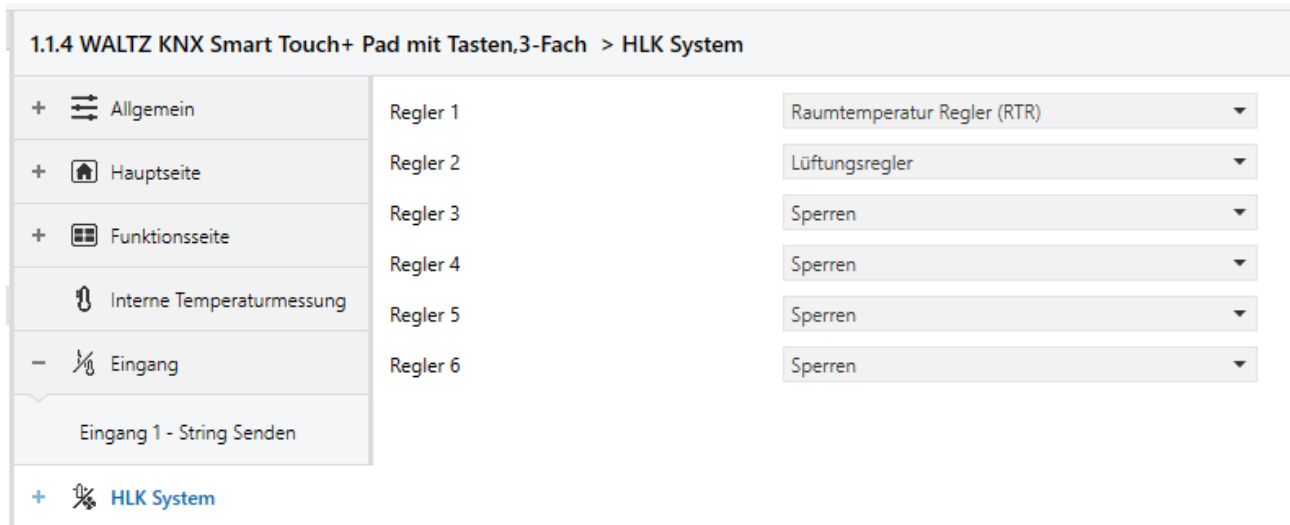 1.1.4 WALTZ KNX Smart Touch+ Pad mit Tasten,3-Fach > HLK System
+ Allgemein
+ Hauptseite
+ Funktionsseite
Interne Temperaturmessung
− Eingang
Eingang 1 - String Senden
+ HLK System
Regler 1 Raumtemperatur Regler (RTR)
Regler 2 Lüftungsregler
Regler 3 Sperren
Regler 4 Sperren
Regler 5 Sperren
Regler 6 Sperren